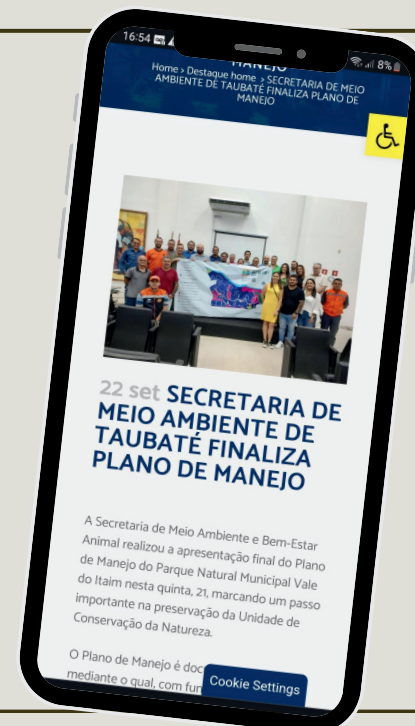 16:54
8%
MANEJO
Home > Destaque home > SECRETARIA DE MEIO
AMBIENTE DE TAUBATÉ FINALIZA PLANO DE
MANEJO
22 set SECRETARIA DE
MEIO AMBIENTE DE
TAUBATÉ FINALIZA
PLANO DE MANEJO
A Secretaria de Meio Ambiente e Bem-Estar
Animal realizou a apresentação final do Plano
de Manejo do Parque Natural Municipal Vale
do Itaim nesta quinta, 21, marcando um passo
importante na preservação da Unidade de
Conservação da Natureza.
O Plano de Manejo é doc
mediante o qual, com fun
Cookie Settings